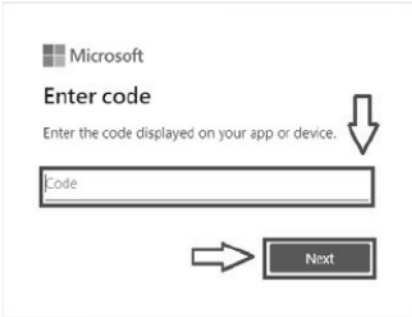 Microsoft
Enter code
Enter the code displayed on your app or device.
Code
Next